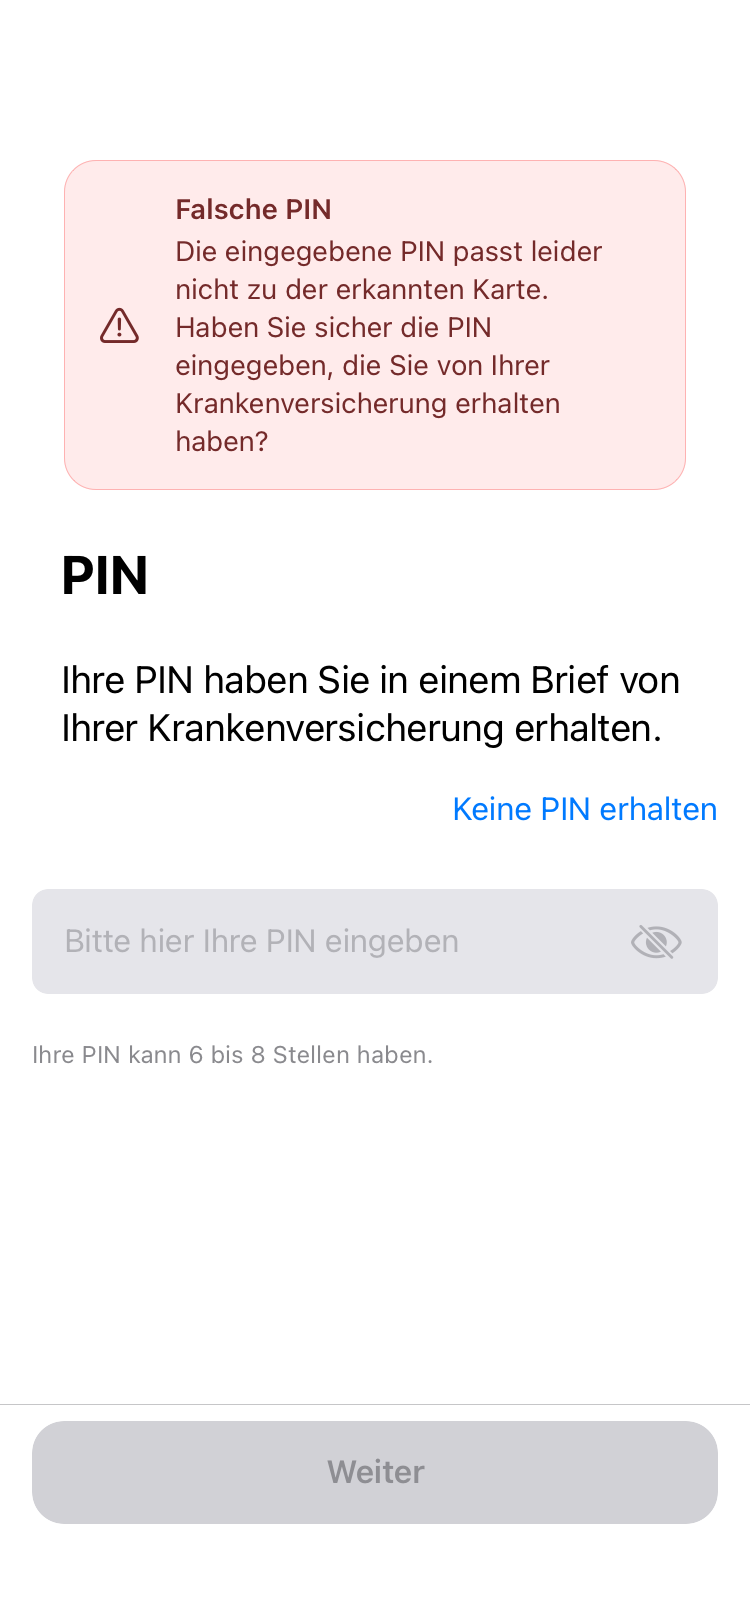 Falsche PIN
Die eingegebene PIN passt leider
nicht zu der erkannten Karte.
Haben Sie sicher die PIN
eingegeben, die Sie von Ihrer
Krankenversicherung erhalten
haben?
PIN
Ihre PIN haben Sie in einem Brief von
Ihrer Krankenversicherung erhalten.
Keine PIN erhalten
Bitte hier Ihre PIN eingeben
Ihre PIN kann 6 bis 8 Stellen haben.
Weiter